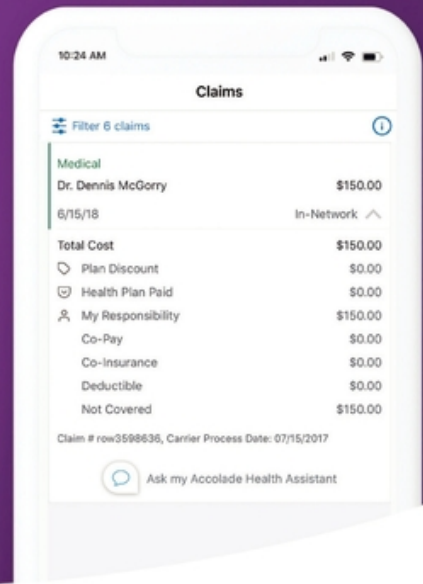 10:24 AM
Claims
Filter 6 claims
Medical
Dr. Dennis McGorry $150.00
6/15/18 In-Network
Total Cost $150.00
Plan Discount $0.00
Health Plan Paid $0.00
My Responsibility $150.00
Co-Pay $0.00
Co-Insurance $0.00
Deductible $0.00
Not Covered $150.00
Claim # row3598636, Carrier Process Date: 07/15/2017
Ask my Accolade Health Assistant